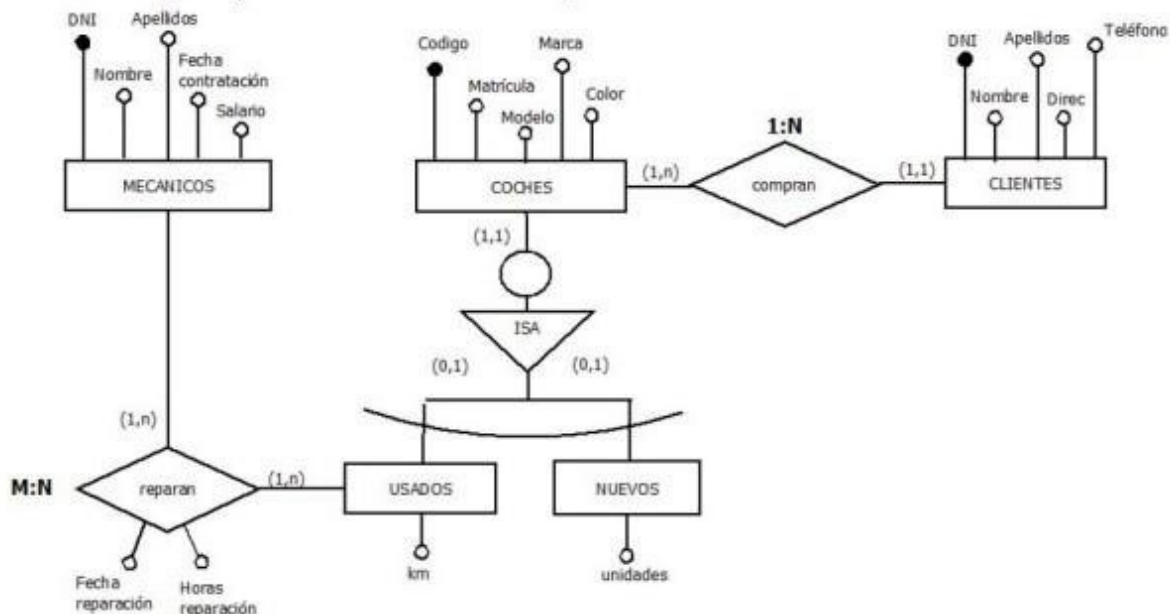 DNI
Apellidos
Nombre
Fecha
contratación
Salario
MECANICOS
Codigo
Marca
Matrícula
Modelo
Color
COCHES
(1,n)
1:N
compran
(1,1)
DNI
Apellidos
Teléfono
Nombre
Direc
CLIENTES
(1,1)
ISA
(0,1)
(0,1)
(1,n)
M:N
reparan
(1,n)
USADOS
NUEVOS
Fecha
reparación
Horas
reparación
km
unidades